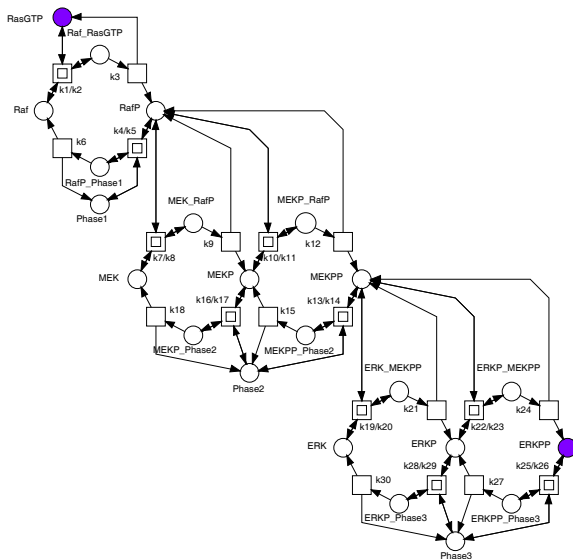 RasGTP
Raf_RasGTP
k1/k2
k3
Raf
RafP
k6
k4/k5
RafP_Phase1
Phase1
MEK_RafP
MEKP_RafP
k7/k8
k9
k10/k11
k12
MEK
MEKP
MEKPP
k18
k16/k17
k15
k13/k14
MEKP_Phase2
MEKPP_Phase2
Phase2
ERK_MEKPP
ERKP_MEKPP
k19/k20
k21
k22/k23
k24
ERK
ERKP
ERKPP
k30
k28/k29
k27
k25/k26
ERKP_Phase3
ERKPP_Phase3
Phase3